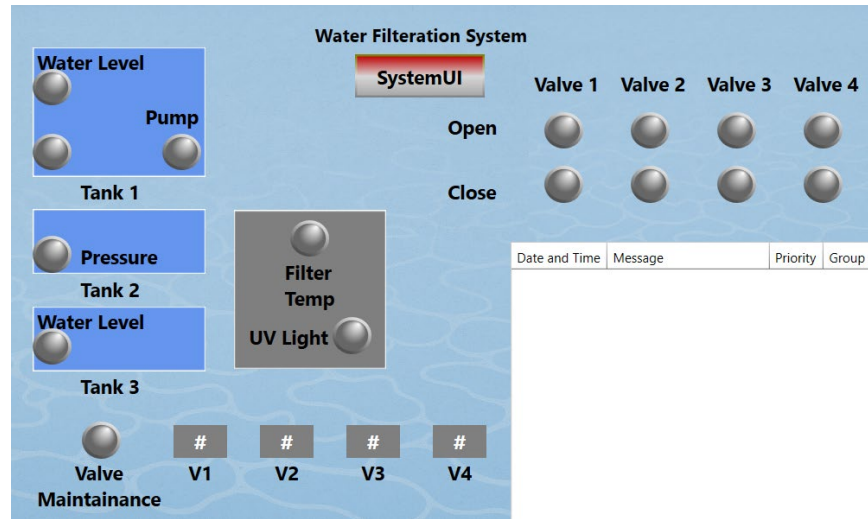 Water Filteration System
SystemUI
Water Level
Pump
Tank 1
Valve 1 Valve 2 Valve 3 Valve 4
Open
Close
Pressure
Tank 2
Filter
Temp
UV Light
Water Level
Tank 3
Date and Time Message Priority Group
# # # #
Valve
Maintainance
V1 V2 V3 V4